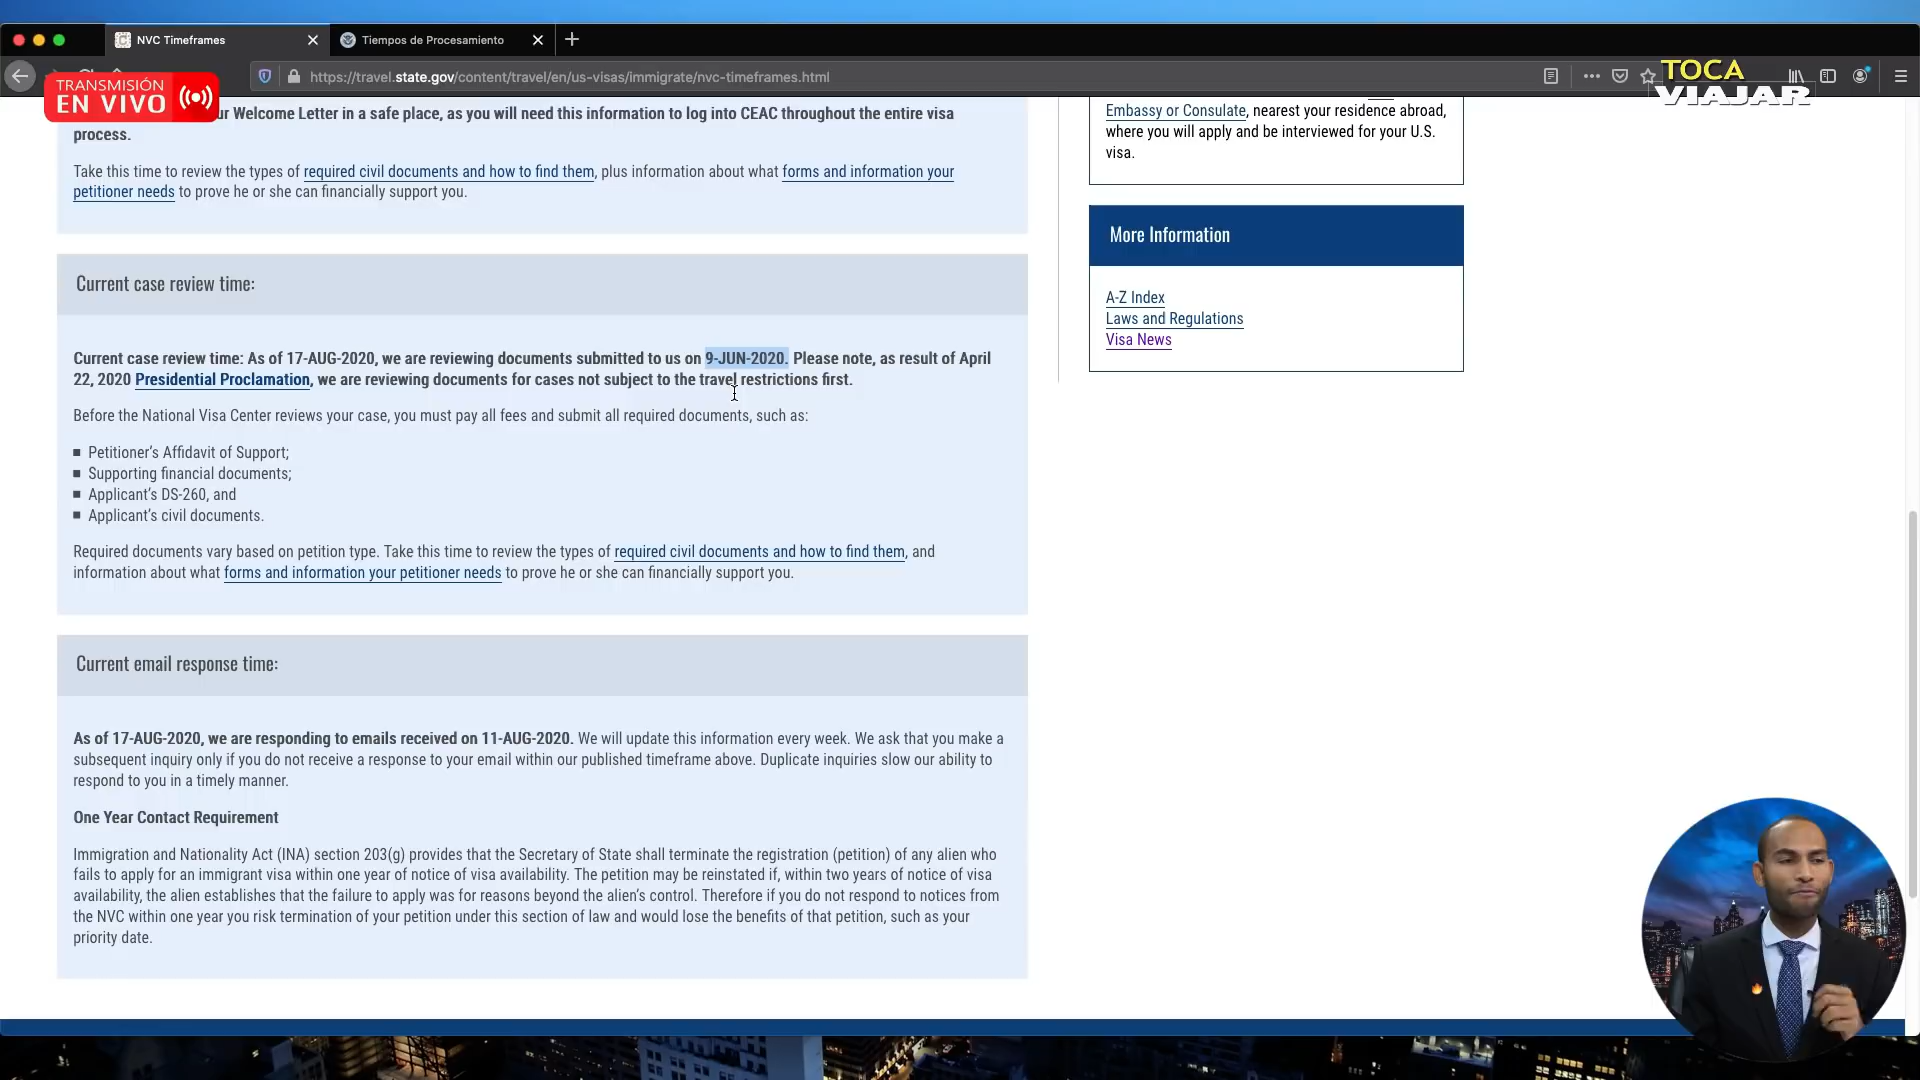 NVC Timeframes
Tiempos de Procesamiento
https://travel.state.gov/content/travel/en/us-visas/immigrate/nvc-timeframes.html
TRANSMISIÓN
EN VIVO
TOCA
VIAJAR
ur Welcome Letter in a safe place, as you will need this information to log into CEAC throughout the entire visa
process.
Take this time to review the types of required civil documents and how to find them, plus information about what forms and information your
petitioner needs to prove he or she can financially support you.
Current case review time:
Current case review time: As of 17-AUG-2020, we are reviewing documents submitted to us on 9-JUN-2020. Please note, as result of April
22, 2020 Presidential Proclamation, we are reviewing documents for cases not subject to the travel restrictions first.
Before the National Visa Center reviews your case, you must pay all fees and submit all required documents, such as:
Petitioner's Affidavit of Support;
Supporting financial documents;
Applicant's DS-260, and
Applicant's civil documents.
Required documents vary based on petition type. Take this time to review the types of required civil documents and how to find them, and
information about what forms and information your petitioner needs to prove he or she can financially support you.
Current email response time:
As of 17-AUG-2020, we are responding to emails received on 11-AUG-2020. We will update this information every week. We ask that you make a
subsequent inquiry only if you do not receive a response to your email within our published timeframe above. Duplicate inquiries slow our ability to
respond to you in a timely manner.
One Year Contact Requirement
Immigration and Nationality Act (INA) section 203(g) provides that the Secretary of State shall terminate the registration (petition) of any alien who
fails to apply for an immigrant visa within one year of notice of visa availability. The petition may be reinstated if, within two years of notice of visa
availability, the alien establishes that the failure to apply was for reasons beyond the alien's control. Therefore if you do not respond to notices from
the NVC within one year you risk termination of your petition under this section of law and would lose the benefits of that petition, such as your
priority date.
Embassy or Consulate, nearest your residence abroad,
where you will apply and be interviewed for your U.S.
visa.
More Information
A-Z Index
Laws and Regulations
Visa News